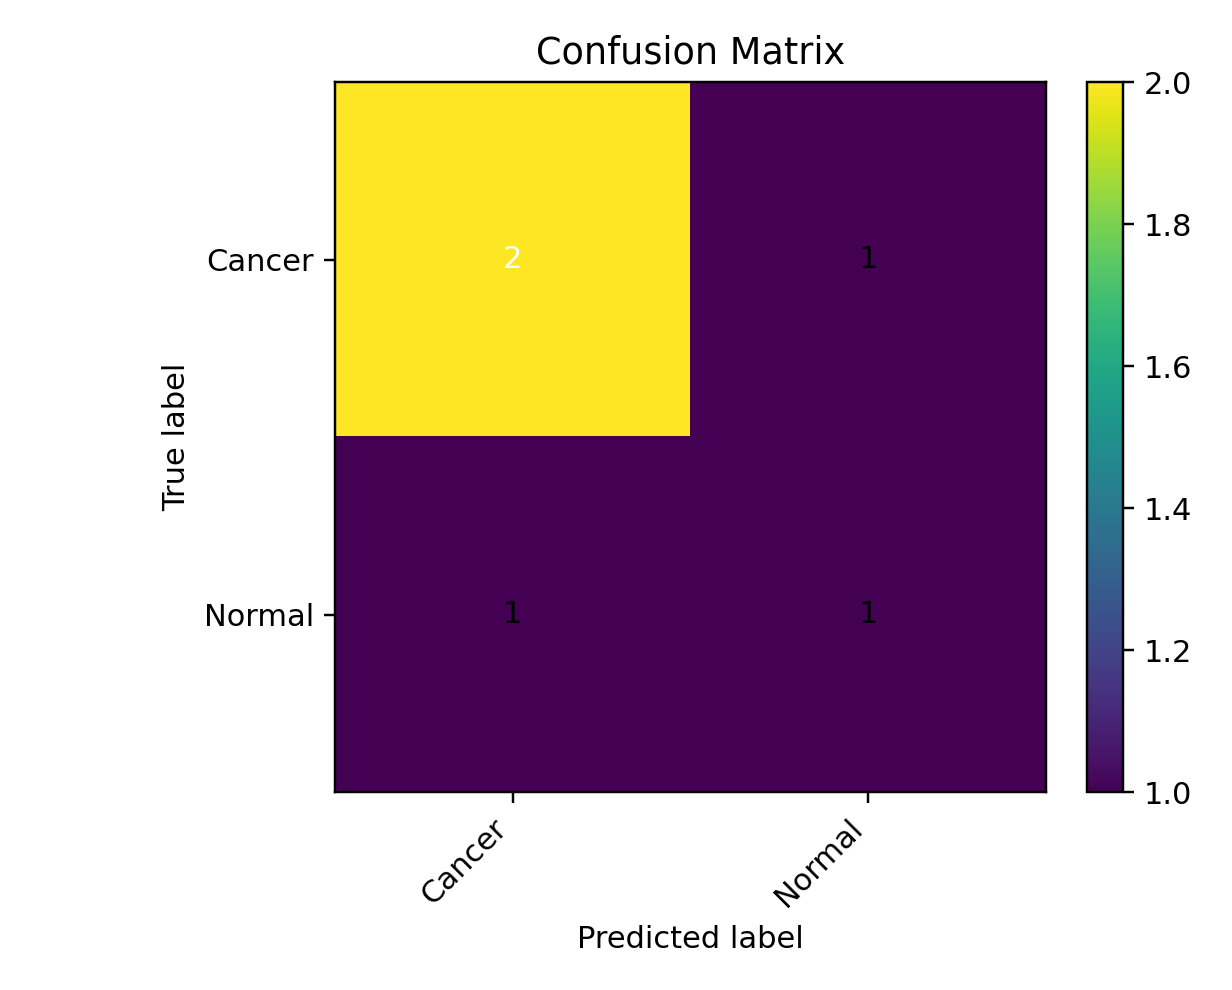 Confusion Matrix
2.0
1.8
1.6
1.4
1.2
1.0
True label
Cancer
2
1
Normal
1
1
Cancer
Normal
Predicted label